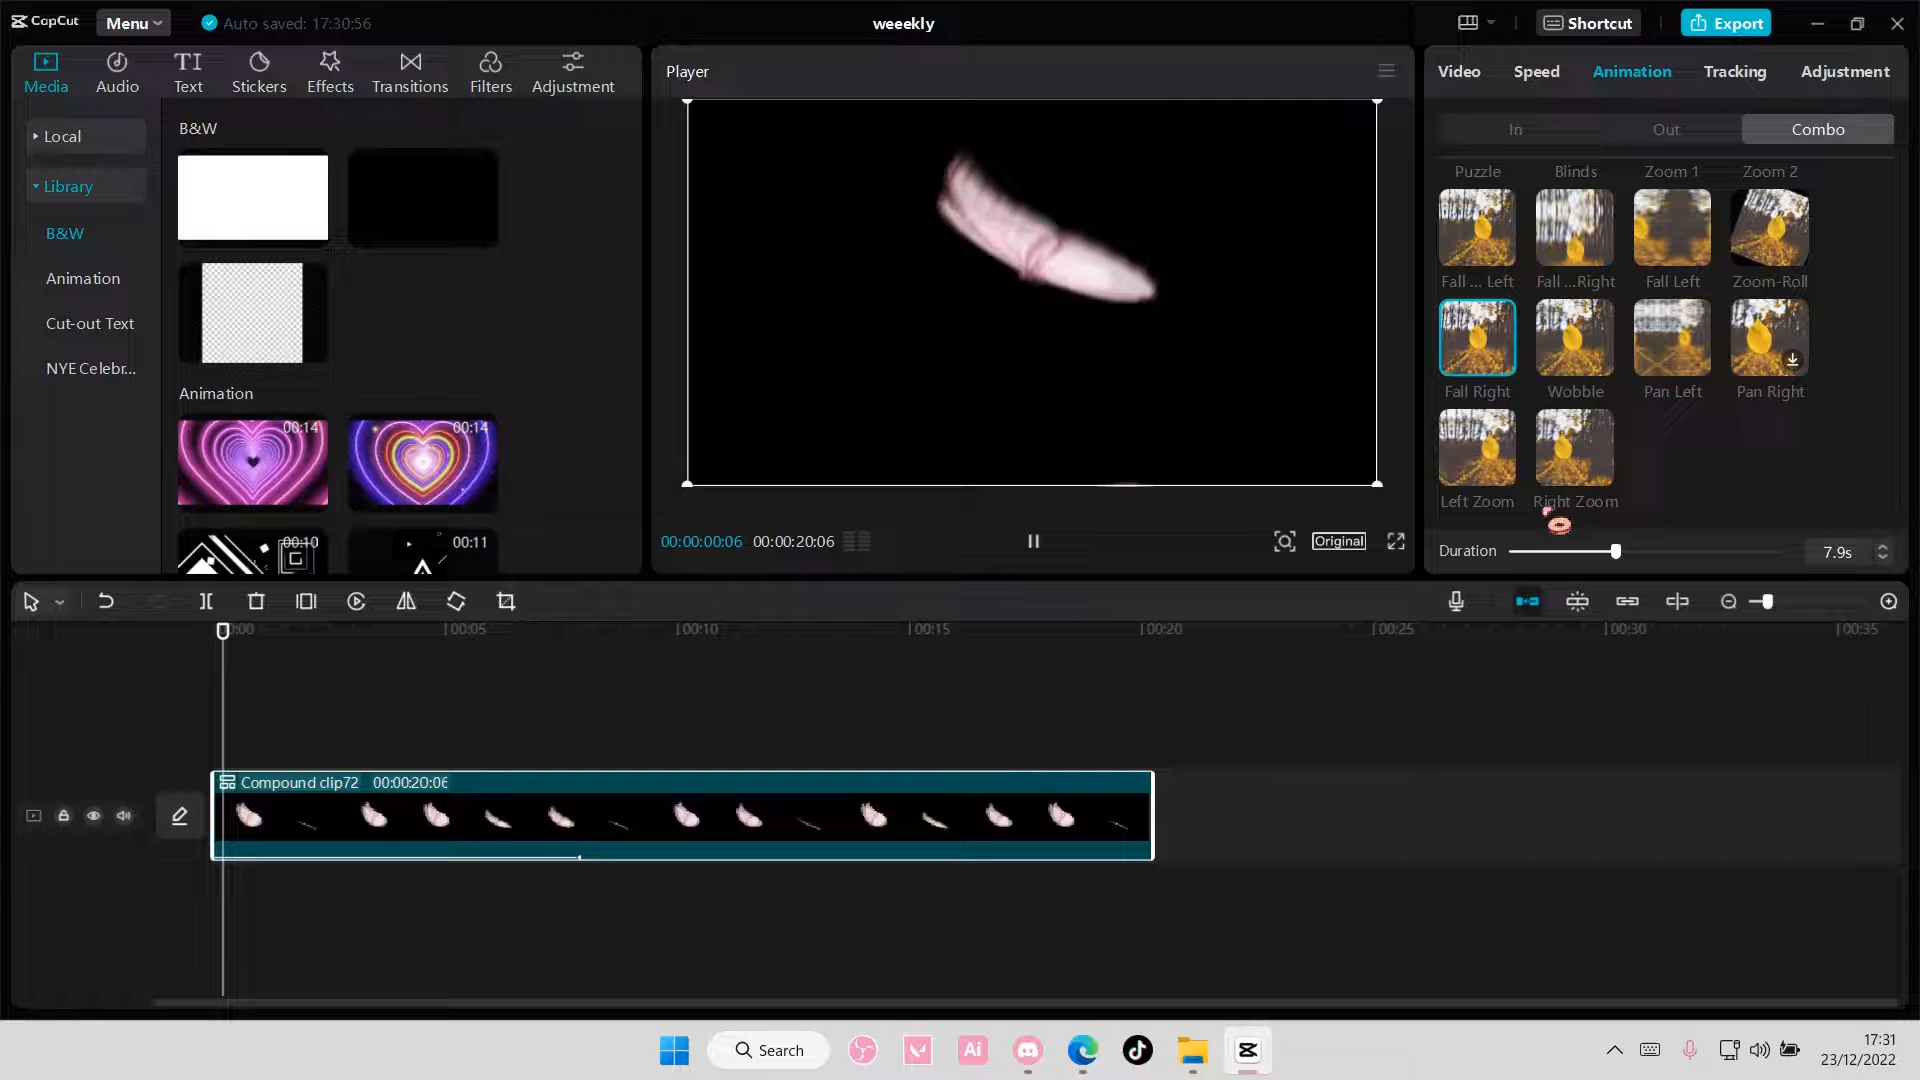 CapCut
Menu
Auto saved: 17:30:56
weeekly
Shortcut
Export
Media
Audio
TI
Text
Stickers
Effects
Transitions
Filters
Adjustment
Local
Library
B&W
Animation
Cut-out Text
NYE Celebr...
B&W
Animation
00:14
00:14
00:10
00:11
Player
00:00:00:06
00:00:20:06
Original
Video
Speed
Animation
Tracking
Adjustment
In
Out
Combo
Puzzle
Blinds
Zoom 1
Zoom 2
Fall ... Left
Fall ...Right
Fall Left
Zoom-Roll
Fall Right
Wobble
Pan Left
Pan Right
Left Zoom
Right Zoom
Duration
7.9s
00:05
00:10
00:15
00:20
00:25
00:30
00:35
Compound clip72
00:00:20:06
Search
Ai
17:31
23/12/2022